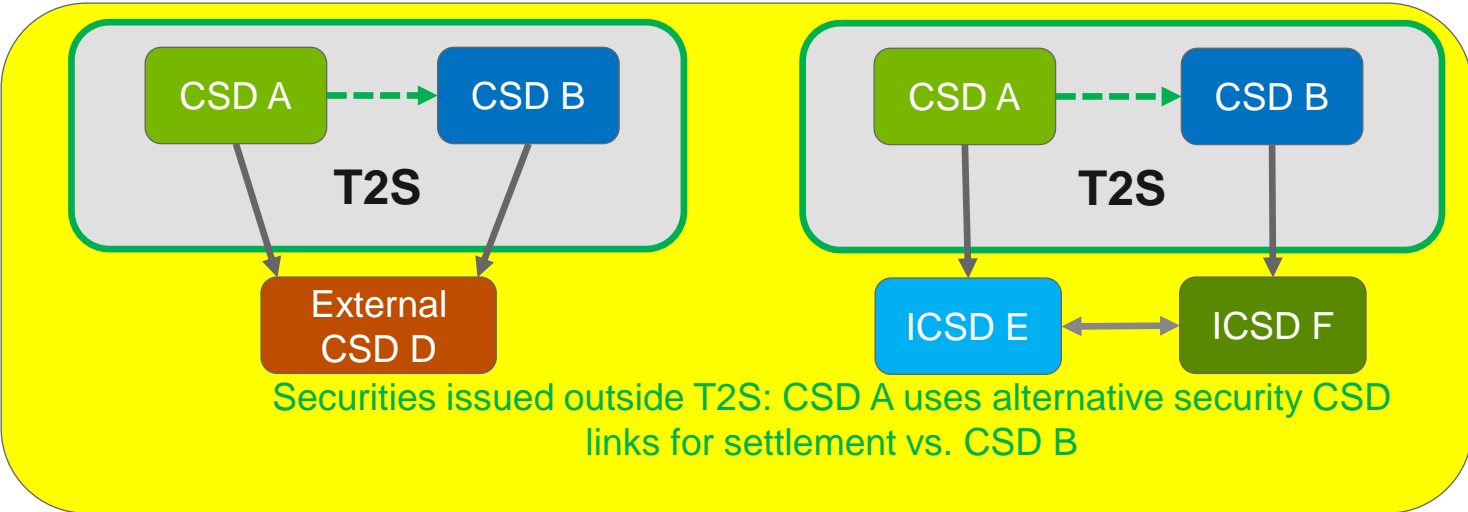 CSD A
CSD B
T2S
External
CSD D
CSD A
CSD B
T2S
ICSD E
ICSD F
Securities issued outside T2S: CSD A uses alternative security CSD
links for settlement vs. CSD B